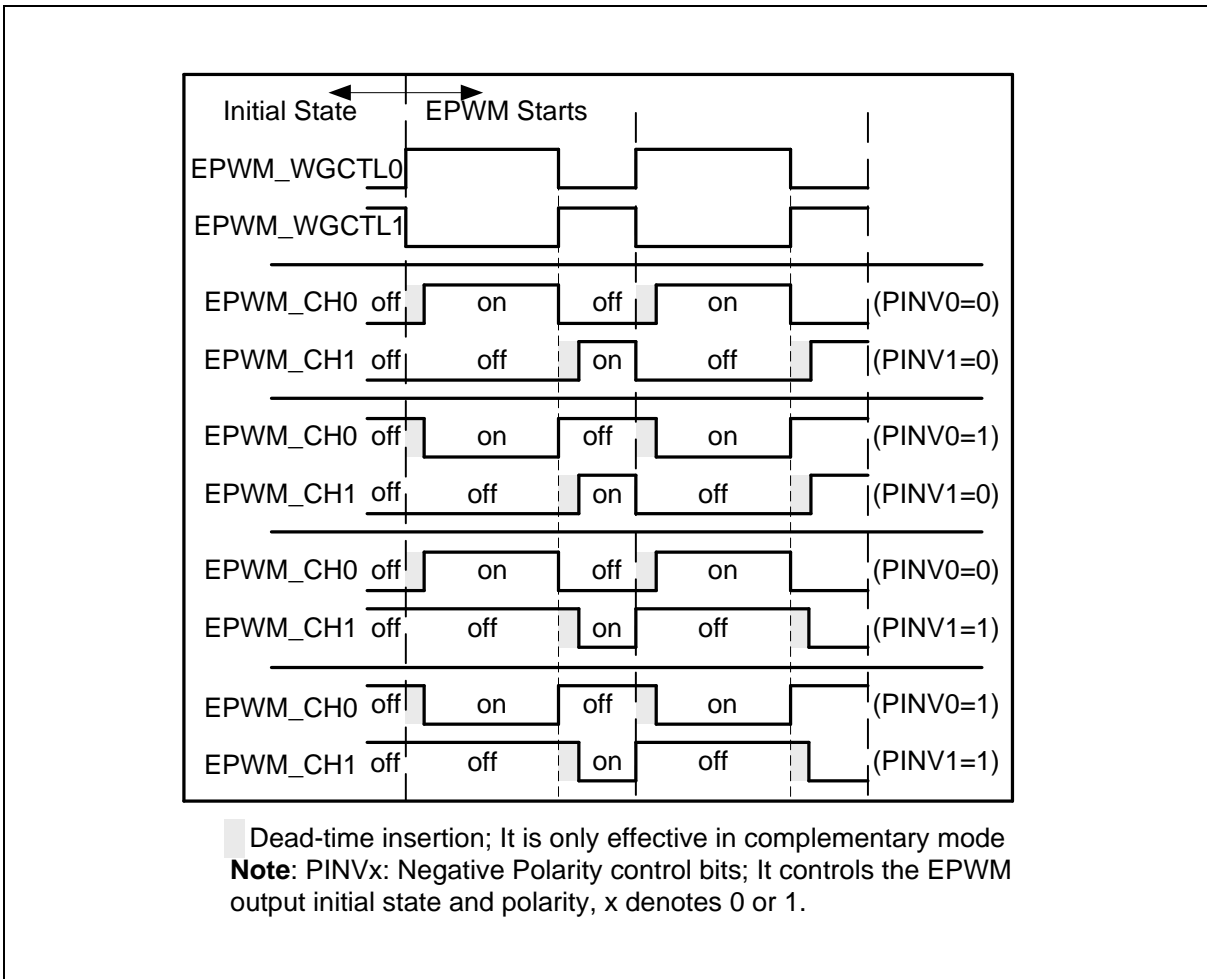 Initial State EPWM Starts
EPWM_WGCTL0
EPWM_WGCTL1
EPWM_CH0 off on off on (PINV0=0)
EPWM_CH1 off off on off (PINV1=0)
EPWM_CH0 off on off on (PINV0=1)
EPWM_CH1 off off on off (PINV1=0)
EPWM_CH0 off on off on (PINV0=0)
EPWM_CH1 off off on off (PINV1=1)
EPWM_CH0 off on off on (PINV0=1)
EPWM_CH1 off off on off (PINV1=1)
Dead-time insertion; It is only effective in complementary mode
Note: PINVx: Negative Polarity control bits; It controls the EPWM
output initial state and polarity, x denotes 0 or 1.